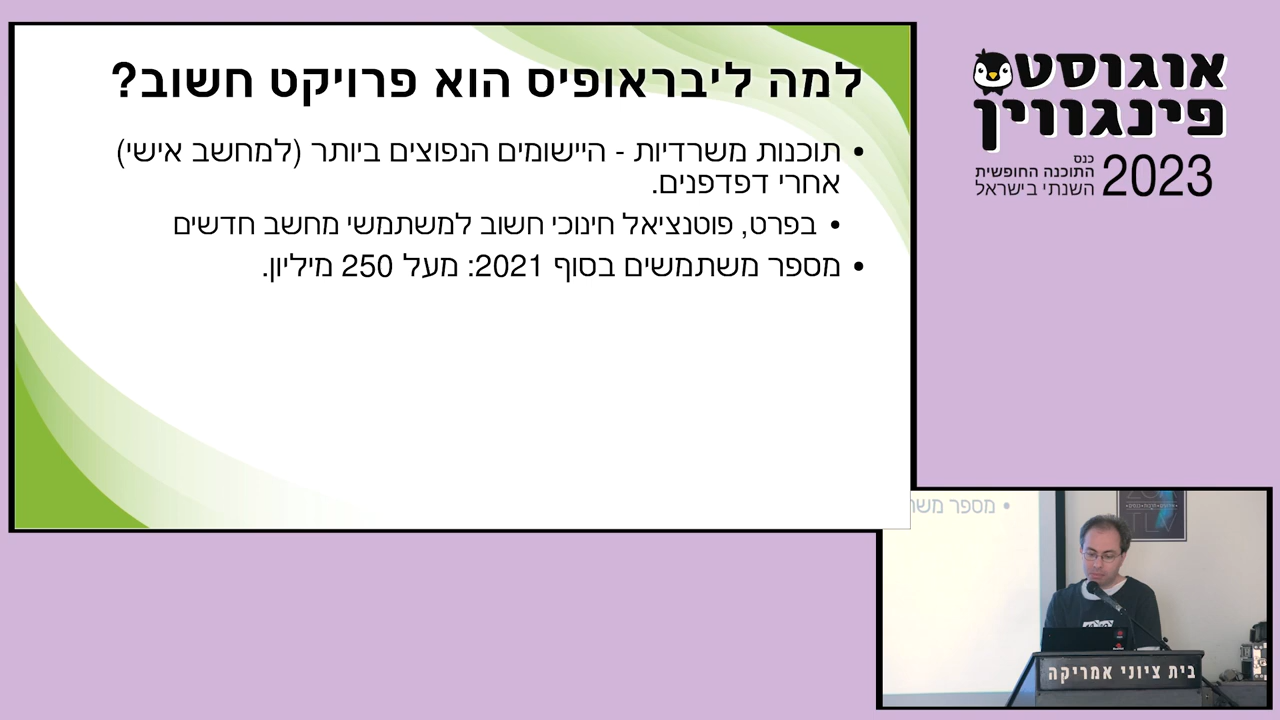 למה ליבראופיס הוא פרויקט חשוב?
• תוכנות משרדיות - היישומים הנפוצים ביותר (למחשב אישי)
אחרי דפדפנים.
• בפרט, פוטנציאל חינוכי חשוב למשתמשי מחשב חדשים
• מספר משתמשים בסוף 2021: מעל 250 מיליון.
אוגוסט
פינגווין
2023
כנס
התוכנה החופשית
השנתי בישראל
• מספר משת
TLV
בית ציוני אמריקה